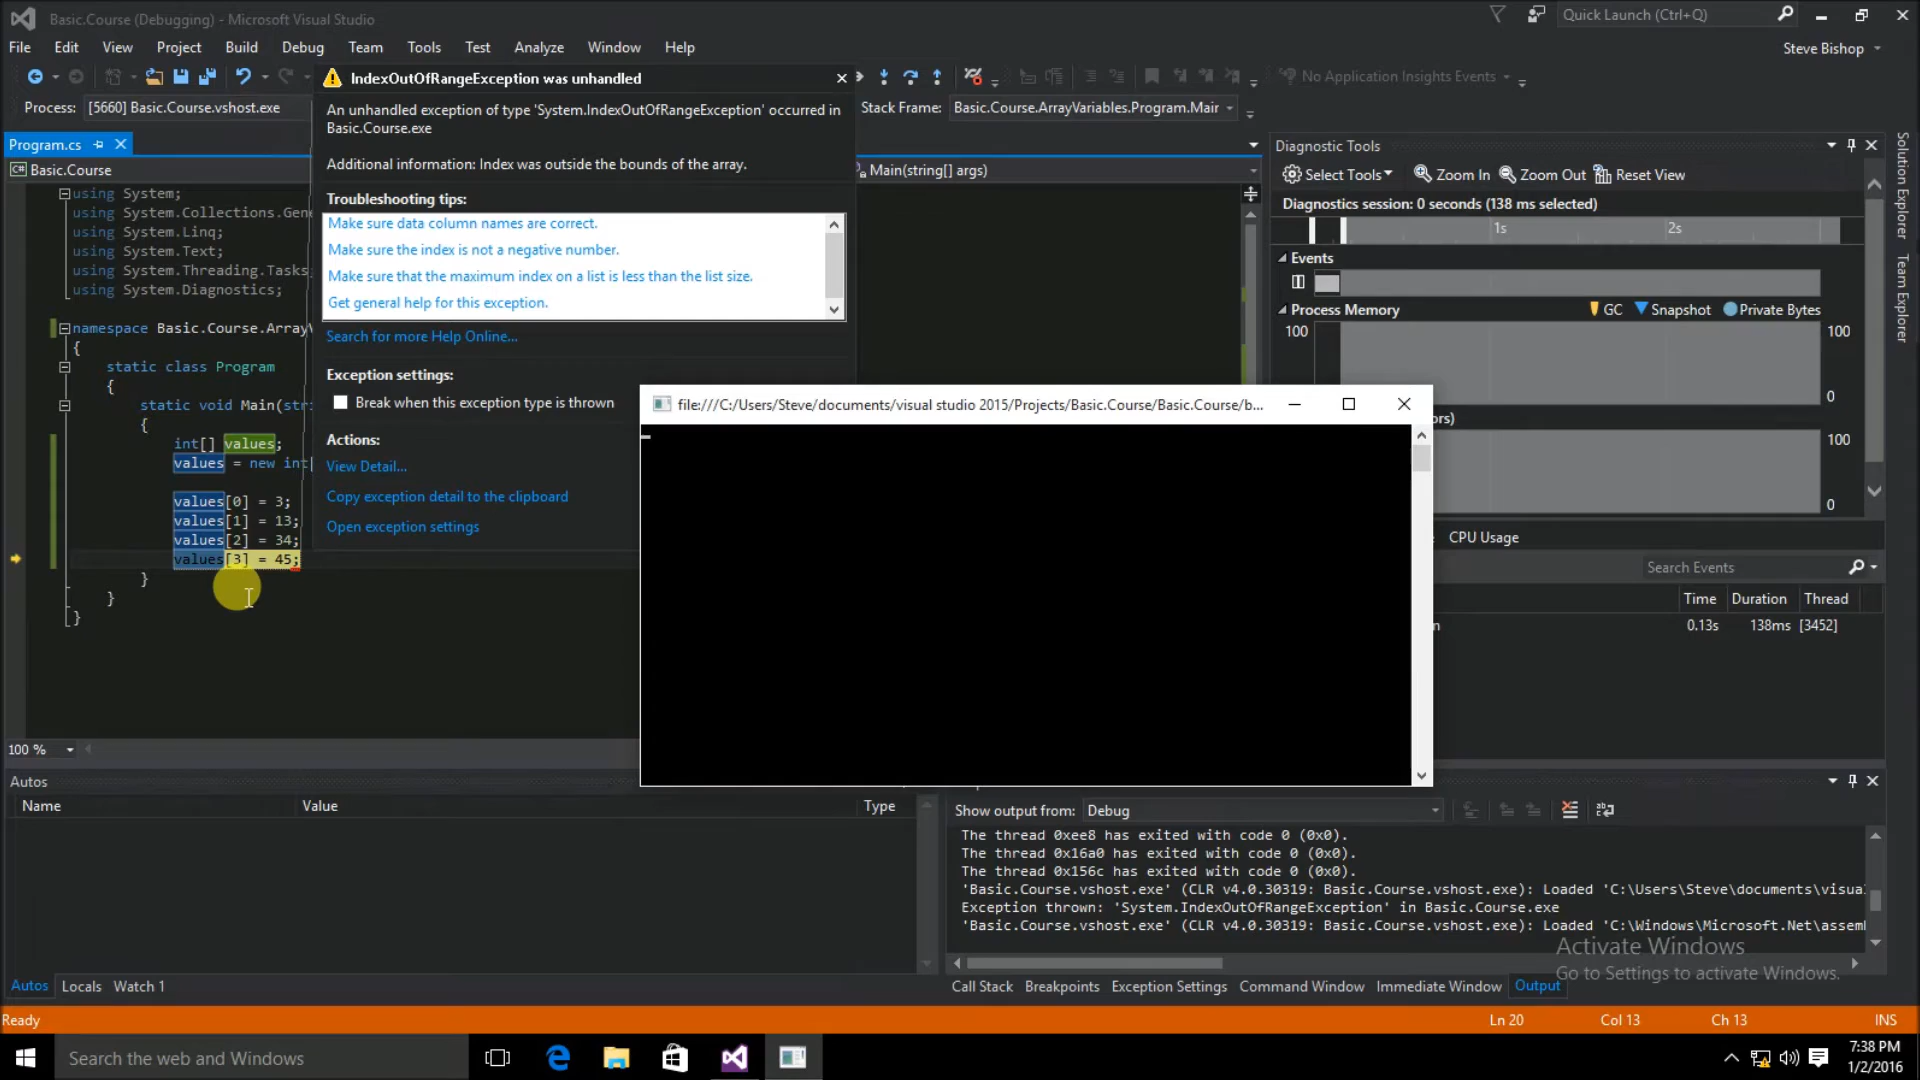 Basic.Course (Debugging) - Microsoft Visual Studio
Quick Launch (Ctrl+Q)
File Edit View Project Build Debug Team Tools Test Analyze Window Help
Steve Bishop
No Application Insights Events
Process: [5660] Basic.Course.vshost.exe
Stack Frame: Basic.Course.ArrayVariables.Program.Mair
IndexOutOfRangeException was unhandled
An unhandled exception of type 'System.IndexOutOfRangeException' occurred in
Basic.Course.exe
Additional information: Index was outside the bounds of the array.
Troubleshooting tips:
Make sure data column names are correct.
Make sure the index is not a negative number.
Make sure that the maximum index on a list is less than the list size.
Get general help for this exception.
Search for more Help Online...
Exception settings:
Break when this exception type is thrown
Actions:
View Detail...
Copy exception detail to the clipboard
Open exception settings
Program.cs
C# Basic.Course
Main(string[] args)
using System;
using System.Collections.Gene
using System.Linq;
using System.Text;
using System.Threading.Tasks;
using System.Diagnostics;
namespace Basic.Course.ArrayV
{
static class Program
{
static void Main(stri
{
int[] values;
values = new int[
values[0] = 3;
values[1] = 13;
values[2] = 34;
values[3] = 45;
}
}
}
100 %
file:///C:/Users/Steve/documents/visual studio 2015/Projects/Basic.Course/Basic.Course/b...
Diagnostic Tools
Select Tools Zoom In Zoom Out Reset View
Diagnostics session: 0 seconds (138 ms selected)
1s 2s
Events
Process Memory GC Snapshot Private Bytes
100 100
0
ors)
100
0
CPU Usage
Search Events
Time Duration Thread
n 0.13s 138ms [3452]
Solution Explorer
Team Explorer
Autos
Name Value Type
Autos Locals Watch 1
Show output from: Debug
The thread 0xee8 has exited with code 0 (0x0).
The thread 0x16a0 has exited with code 0 (0x0).
The thread 0x156c has exited with code 0 (0x0).
'Basic.Course.vshost.exe' (CLR v4.0.30319: Basic.Course.vshost.exe): Loaded 'C:\Users\Steve\documents\visual
Exception thrown: 'System.IndexOutOfRangeException' in Basic.Course.exe
'Basic.Course.vshost.exe' (CLR v4.0.30319: Basic.Course.vshost.exe): Loaded 'C:\Windows\Microsoft.Net\assemb
Activate Windows
Go to Settings to activate Windows.
Call Stack Breakpoints Exception Settings Command Window Immediate Window Output
Ready Ln 20 Col 13 Ch 13 INS
Search the web and Windows
7:38 PM
1/2/2016